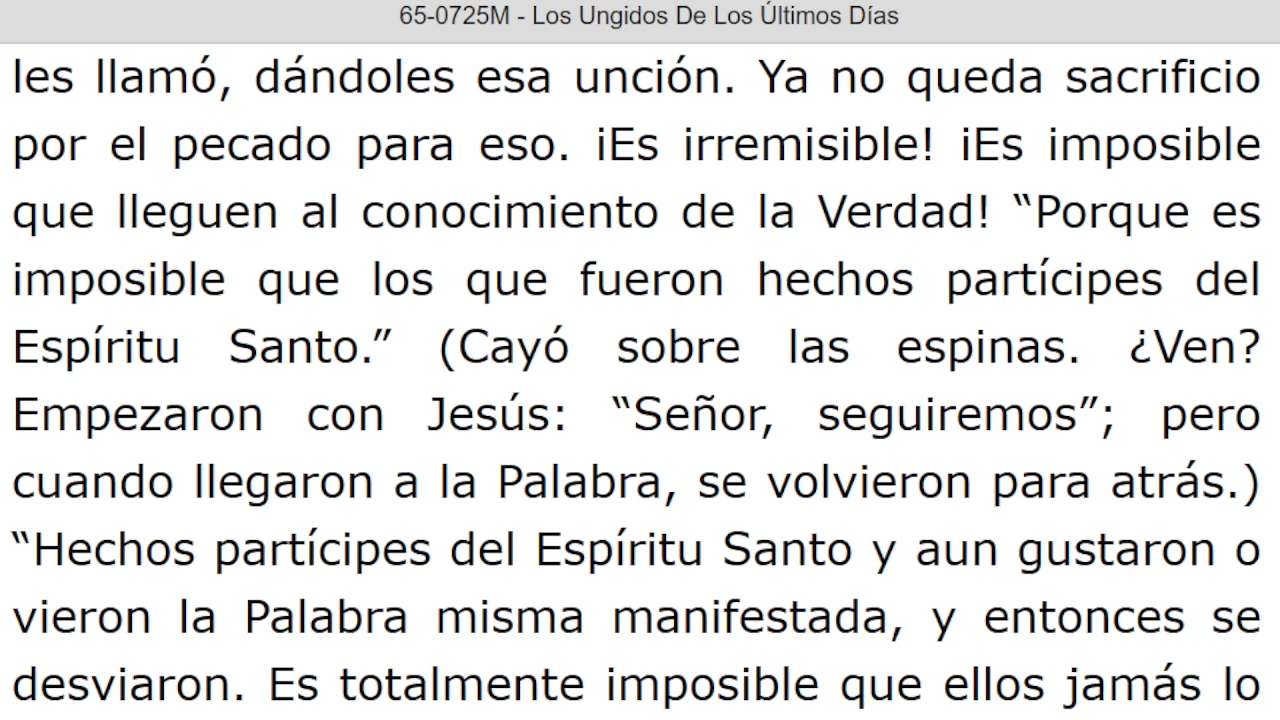 65-0725M - Los Ungidos De Los Últimos Días
les llamó, dándoles esa unción. Ya no queda sacrificio
por el pecado para eso. ¡Es irremisible! ¡Es imposible
que lleguen al conocimiento de la Verdad! “Porque es
imposible que los que fueron hechos partícipes del
Espíritu Santo.” (Cayó sobre las espinas. ¿Ven?
Empezaron con Jesús: “Señor, seguiremos”; pero
cuando llegaron a la Palabra, se volvieron para atrás.)
“Hechos partícipes del Espíritu Santo y aun gustaron o
vieron la Palabra misma manifestada, y entonces se
desviaron. Es totalmente imposible que ellos jamás lo